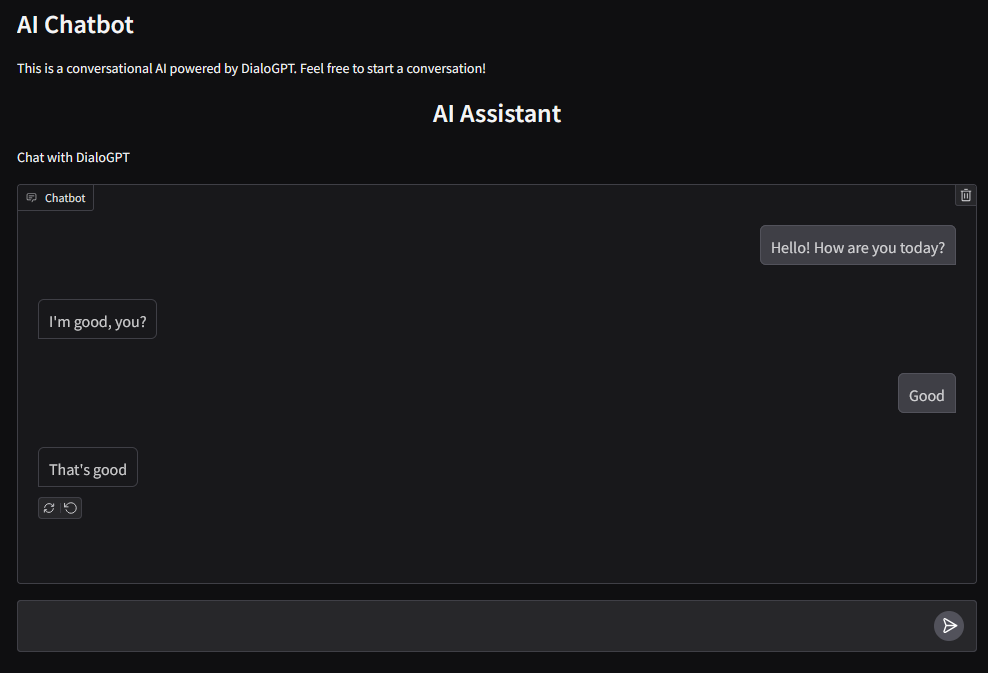 AI Chatbot
This is a conversational AI powered by DialoGPT. Feel free to start a conversation!
AI Assistant
Chat with DialoGPT
Chatbot
Hello! How are you today?
I'm good, you?
Good
That's good